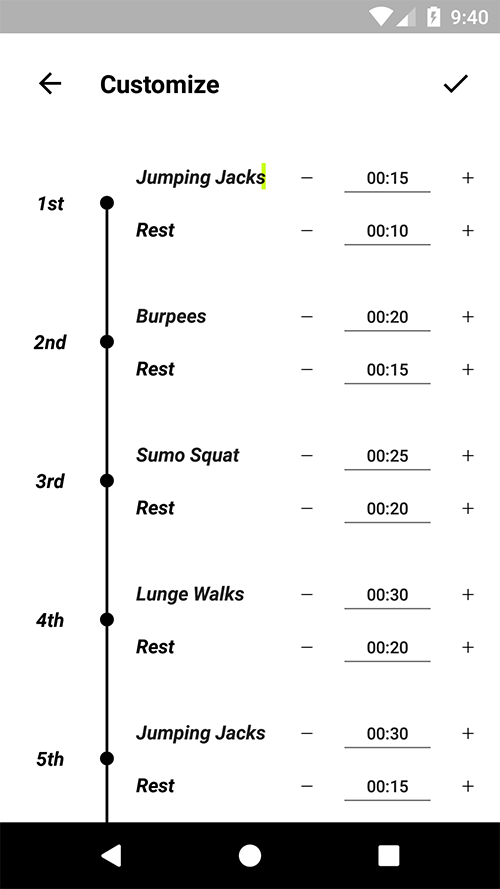 9:40
Customize
Jumping Jacks − 00:15 +
1st
Rest − 00:10 +
Burpees − 00:20 +
2nd
Rest − 00:15 +
Sumo Squat − 00:25 +
3rd
Rest − 00:20 +
Lunge Walks − 00:30 +
4th
Rest − 00:20 +
Jumping Jacks − 00:30 +
5th
Rest − 00:15 +